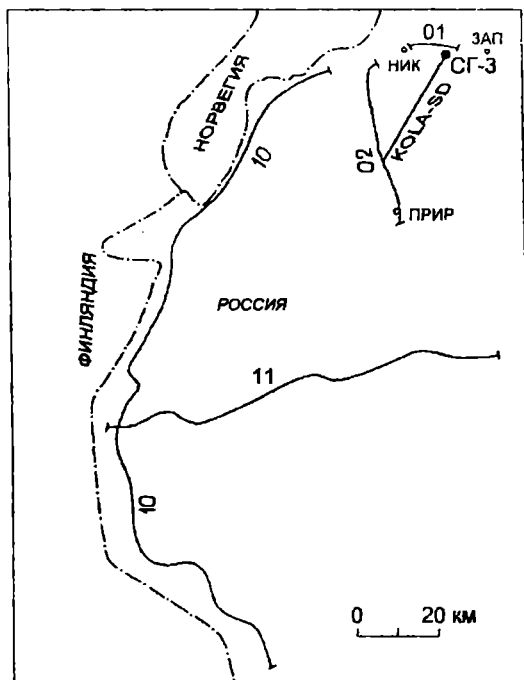 01
ЗАП
НИК
СГ-3
НОРВЕГИЯ
10
02
KOLA-SD
ПРИР
ФИНЛЯНДИЯ
РОССИЯ
11
10
0 20 км